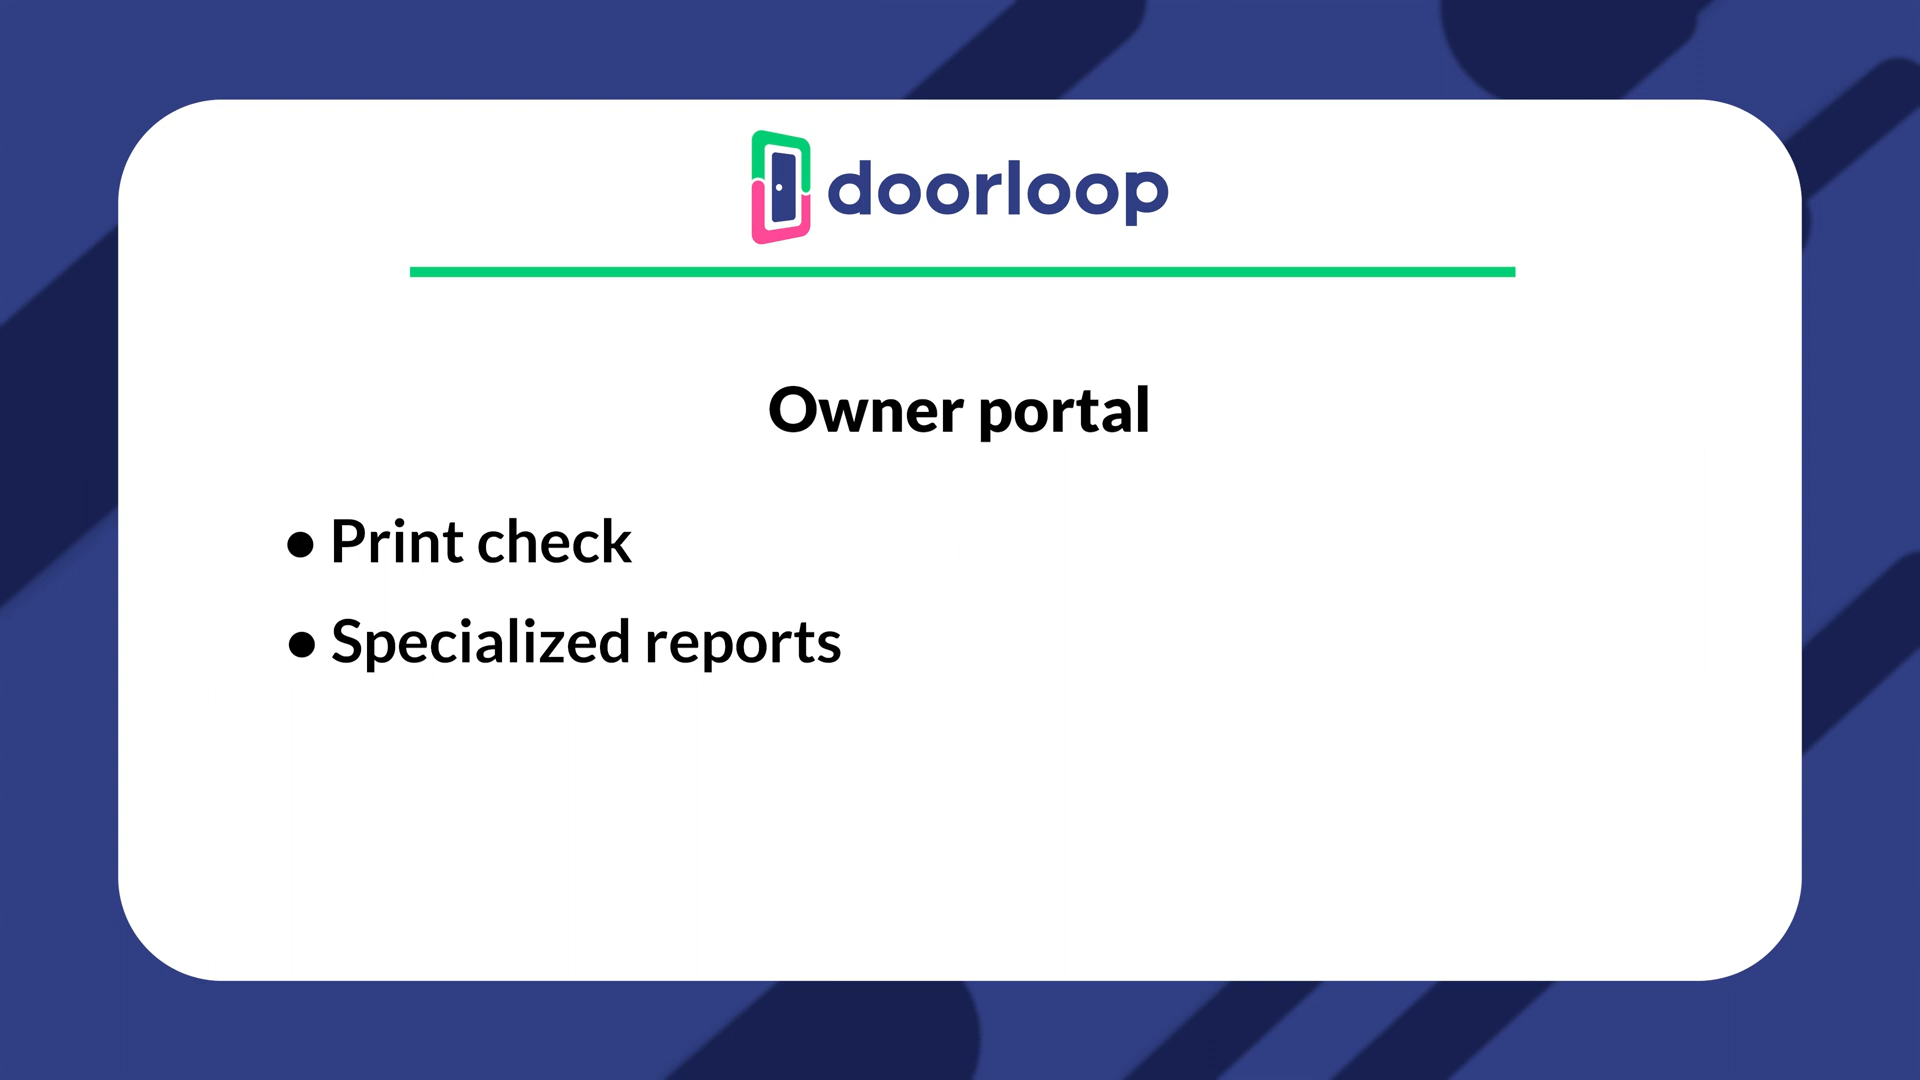 doorloop
Owner portal
● Print check
● Specialized reports